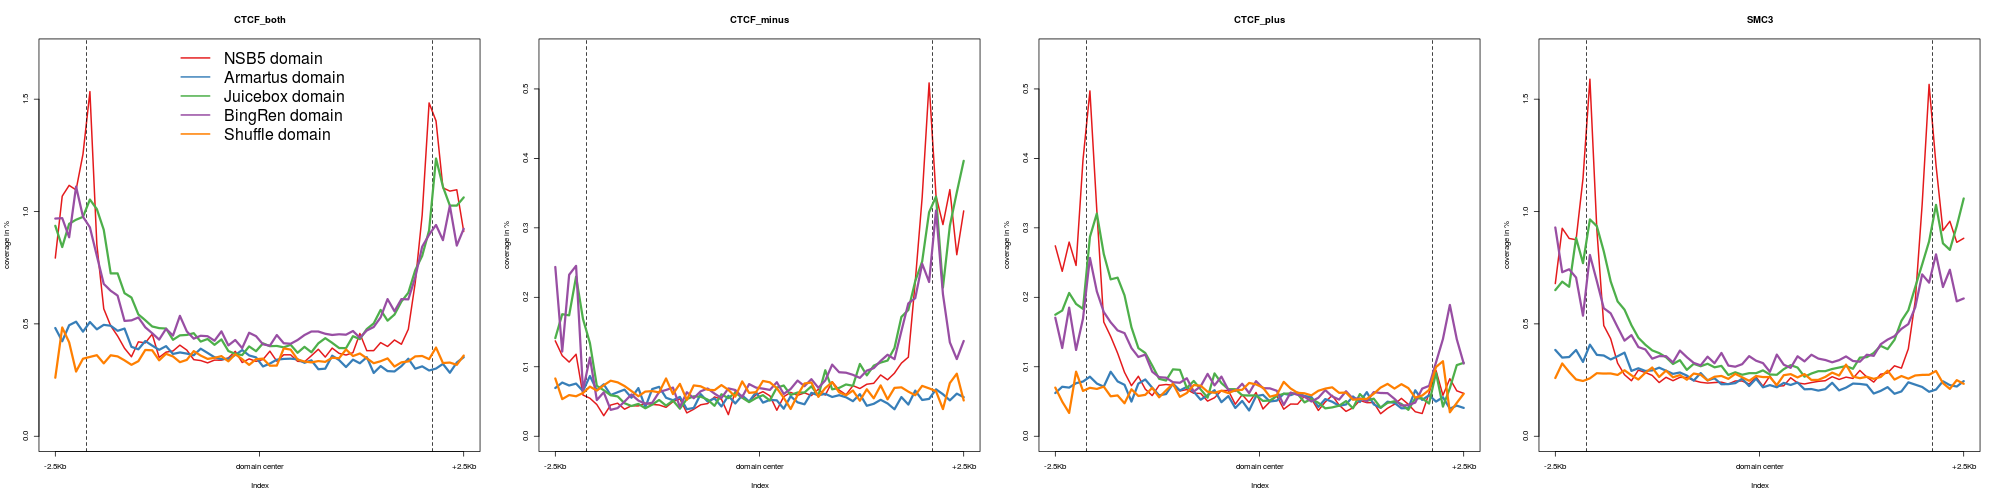 CTCF_both
NSB5 domain
Armartus domain
Juicebox domain
BingRen domain
Shuffle domain
coverage in %
0.0
0.5
1.0
1.5
-2.5Kb
domain center
+2.5Kb
Index
CTCF_minus
coverage in %
0.0
0.1
0.2
0.3
0.4
0.5
-2.5Kb
domain center
+2.5Kb
Index
CTCF_plus
coverage in %
0.0
0.1
0.2
0.3
0.4
0.5
-2.5Kb
domain center
+2.5Kb
Index
SMC3
coverage in %
0.0
0.5
1.0
1.5
-2.5Kb
domain center
+2.5Kb
Index